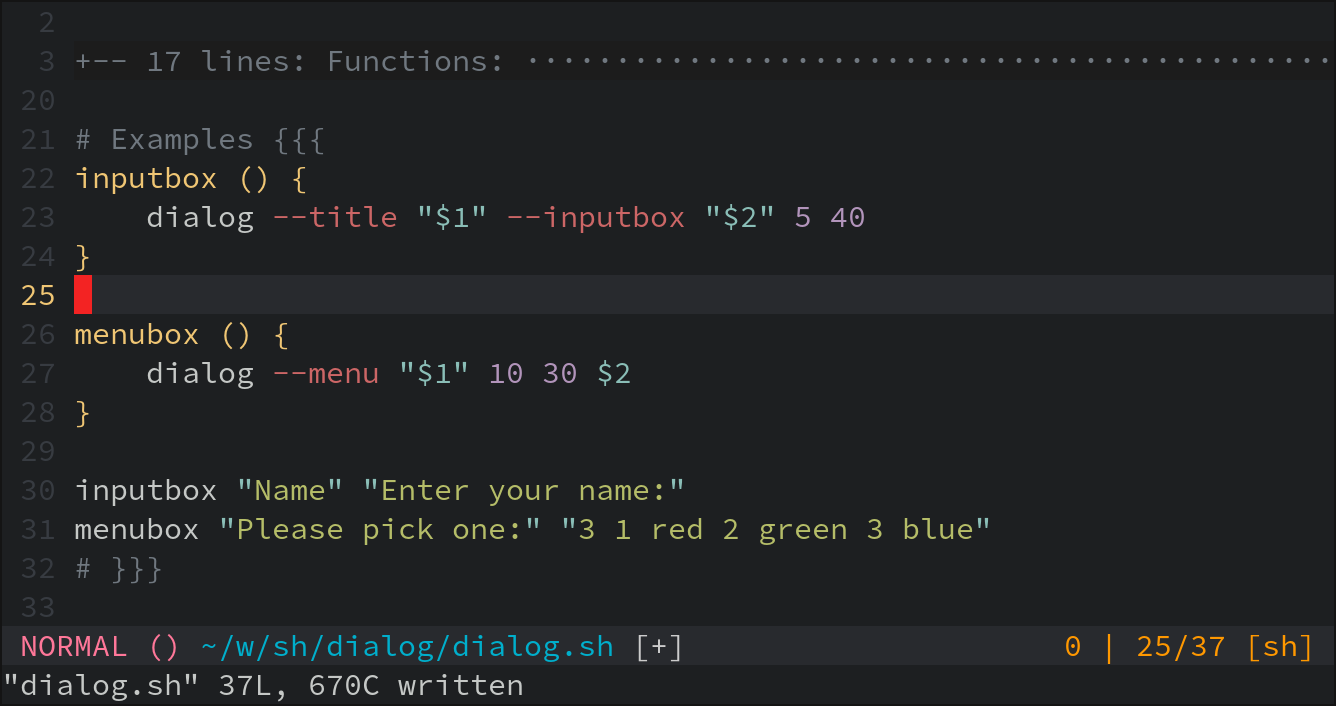 2
3 +-- 17 lines: Functions: ·············································
20
21 # Examples {{{
22 inputbox () {
23     dialog --title "$1" --inputbox "$2" 5 40
24 }
25
26 menubox () {
27     dialog --menu "$1" 10 30 $2
28 }
29
30 inputbox "Name" "Enter your name:"
31 menubox "Please pick one:" "3 1 red 2 green 3 blue"
32 # }}}
33
NORMAL () ~/w/sh/dialog/dialog.sh [+] 0 | 25/37 [sh]
"dialog.sh" 37L, 670C written